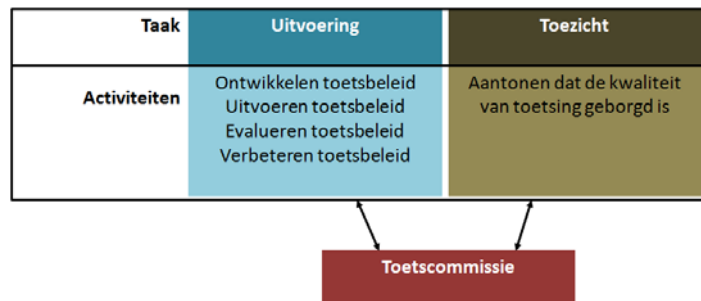 Taak Uitvoering Toezicht
Activiteiten Ontwikkelen toetsbeleid Aantonen dat de kwaliteit
Uitvoeren toetsbeleid van toetsing geborgd is
Evalueren toetsbeleid
Verbeteren toetsbeleid
Toetscommissie